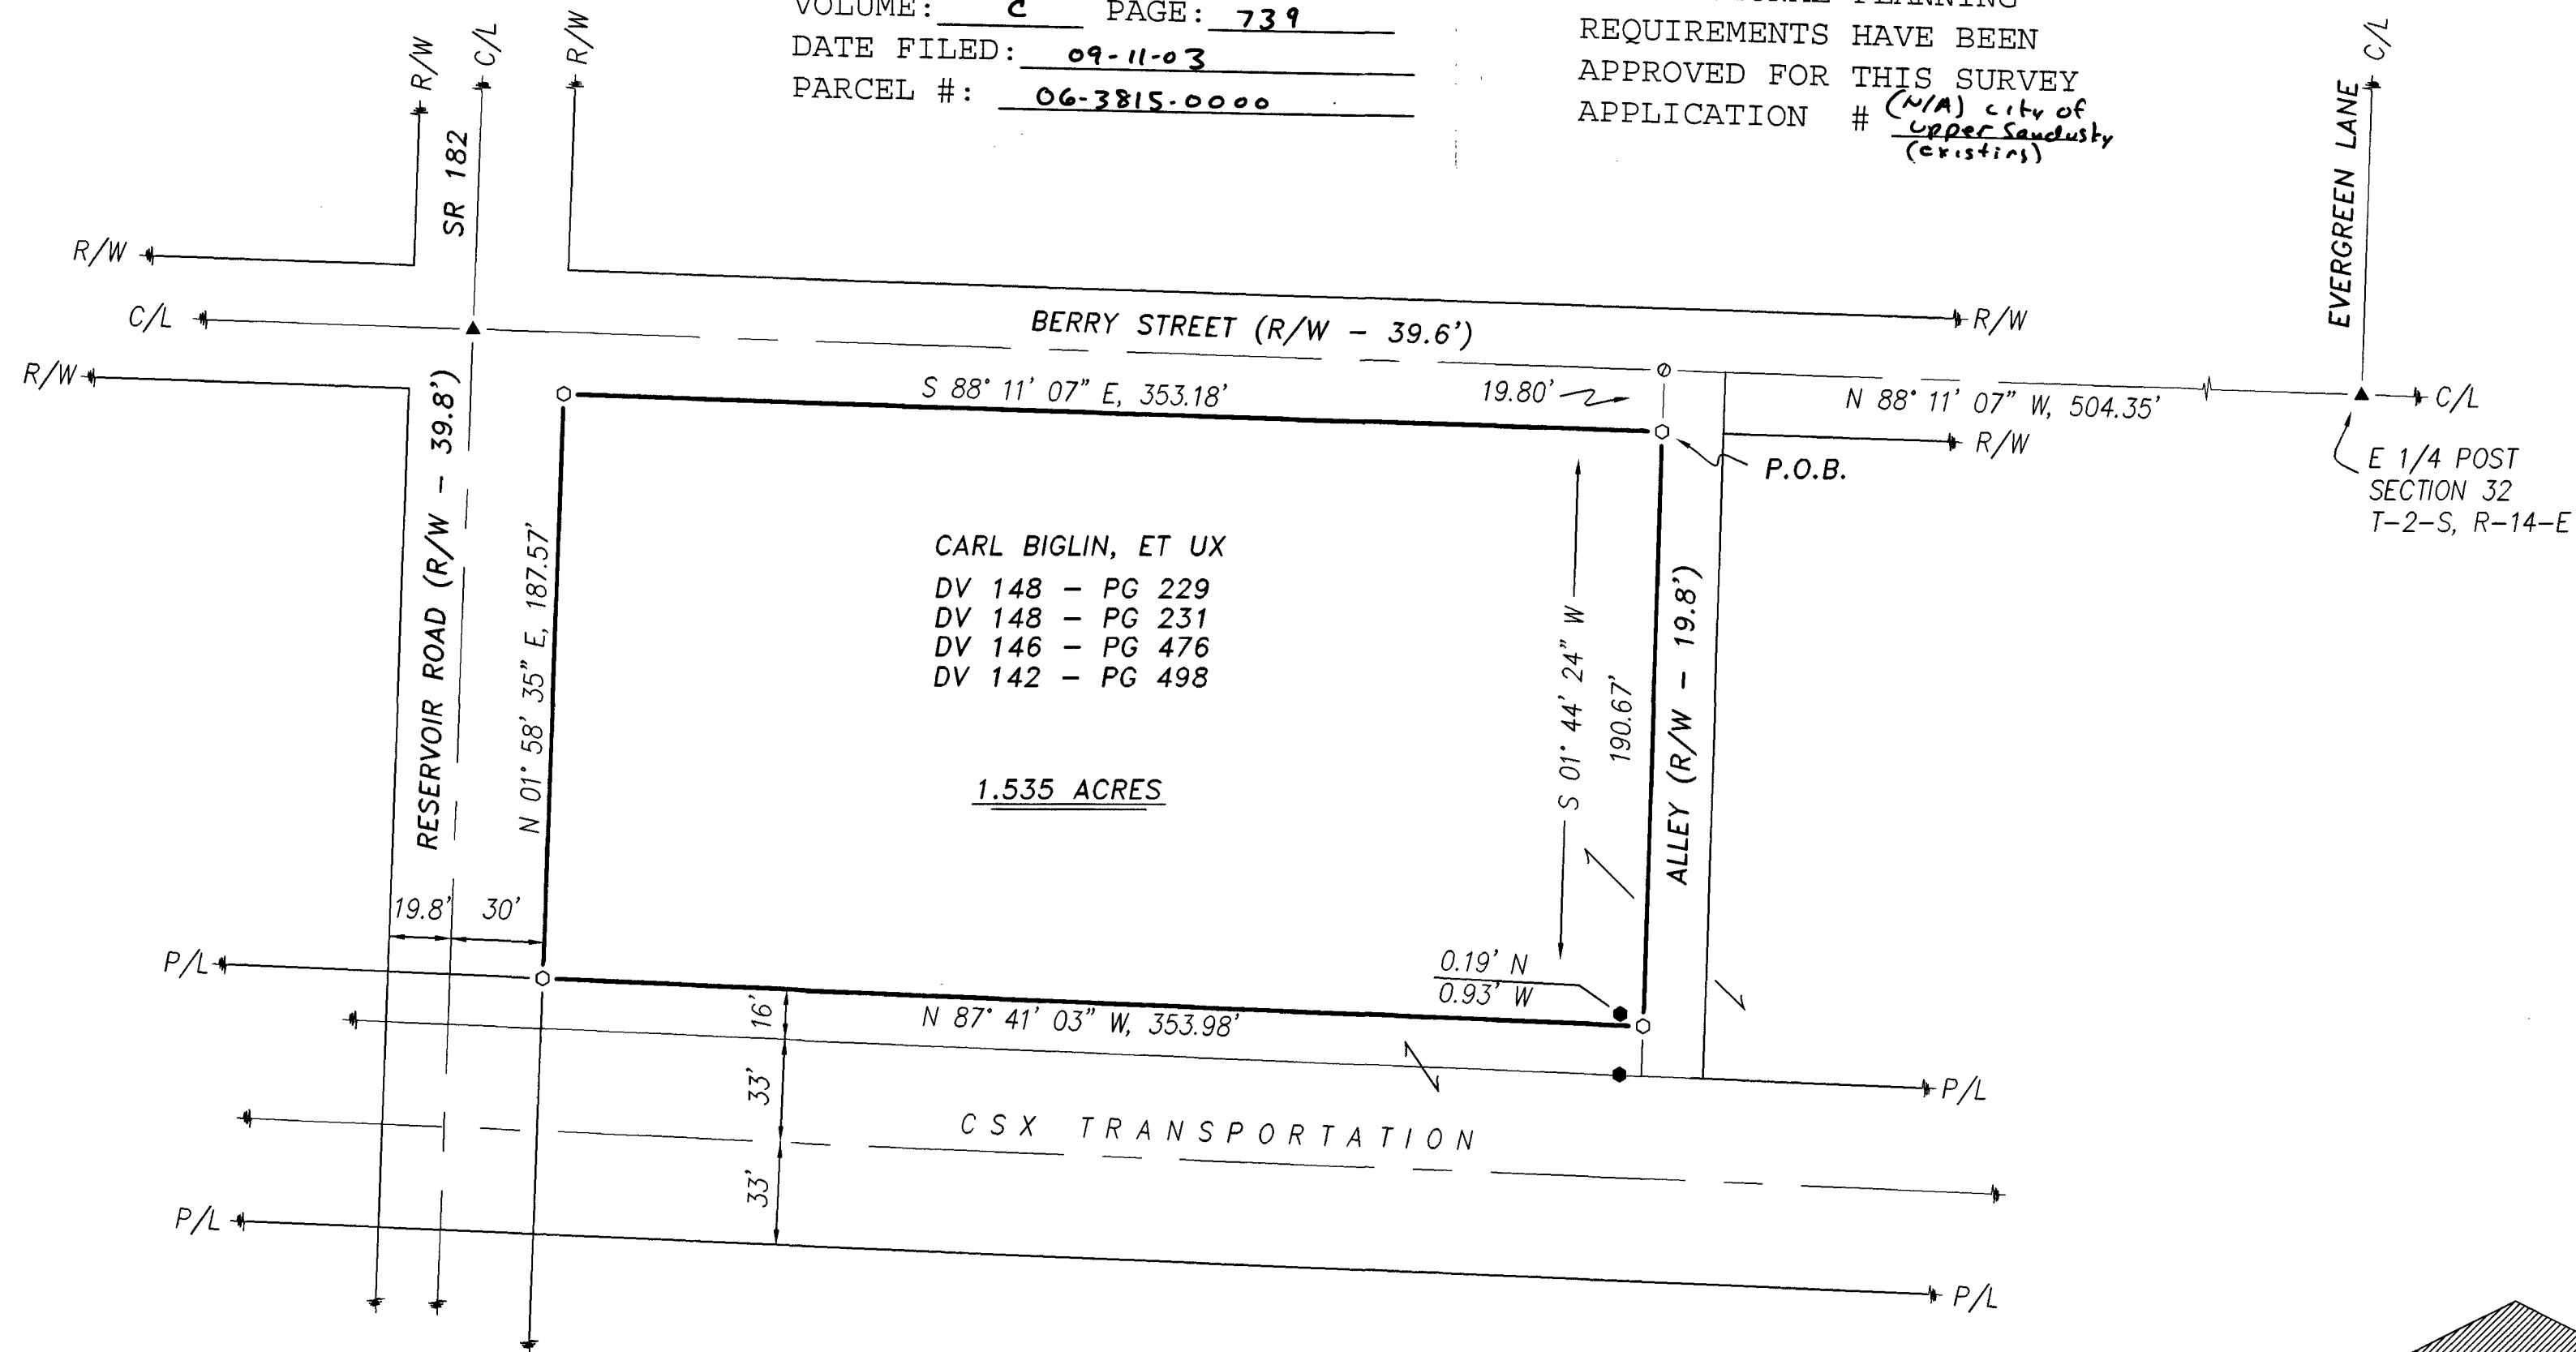 VOLUME: C PAGE: 739
DATE FILED: 09-11-03
PARCEL #: 06-3815.0000
PLANNING
REQUIREMENTS HAVE BEEN
APPROVED FOR THIS SURVEY
APPLICATION # (N/A) city of
upper Sandusky
(existing)
R/W
C/L
R/W
SR 182
C/L
EVERGREEN LANE
R/W
C/L
R/W
BERRY STREET (R/W - 39.6')
R/W
S 88° 11' 07" E, 353.18'
19.80'
N 88° 11' 07" W, 504.35'
C/L
R/W
P.O.B.
E 1/4 POST
SECTION 32
T-2-S, R-14-E
RESERVOIR ROAD (R/W - 39.8')
N 01° 58' 35" E, 187.57'
CARL BIGLIN, ET UX
DV 148 - PG 229
DV 148 - PG 231
DV 146 - PG 476
DV 142 - PG 498
1.535 ACRES
S 01° 44' 24" W
190.67'
ALLEY (R/W - 19.8')
19.8'
30'
P/L
0.19' N
0.93' W
16'
N 87° 41' 03" W, 353.98'
33'
P/L
CSX TRANSPORTATION
33'
P/L
P/L